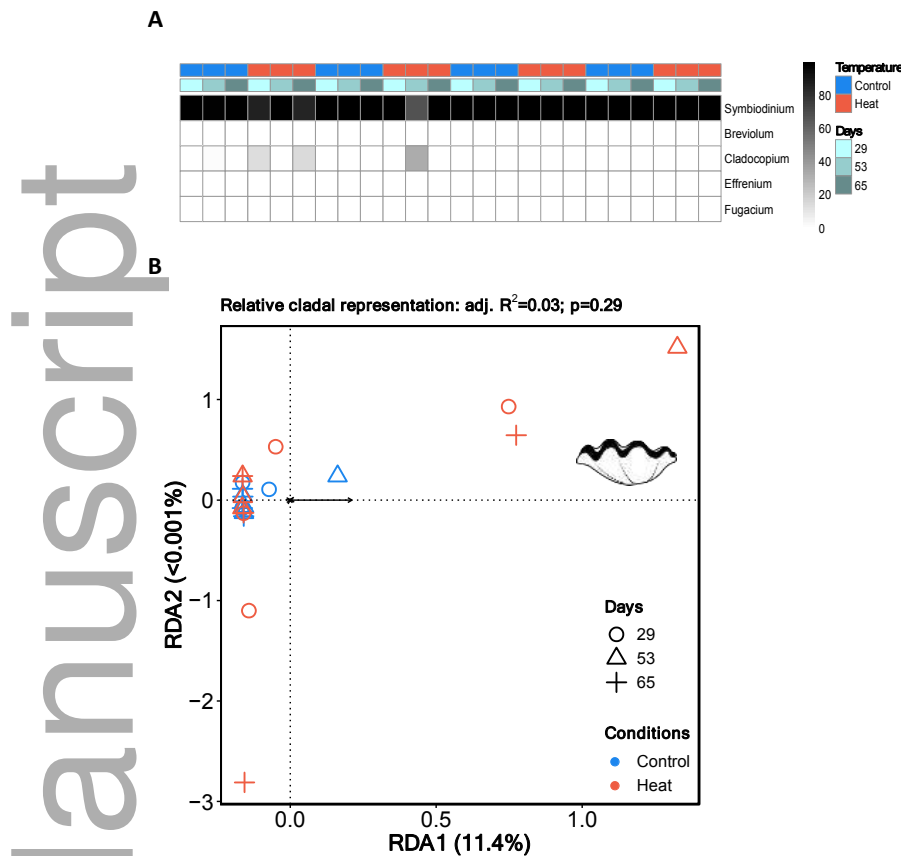 A
Temperature
Control
Heat
Days
29
53
65
80
60
40
20
0
Symbiodinium
Breviolum
Cladocopium
Effrenium
Fugacium
B
Relative cladal representation: adj. R²=0.03; p=0.29
1
0
−1
−2
−3
RDA2 (<0.001%)
0.0
0.5
1.0
RDA1 (11.4%)
Days
29
53
65
Conditions
Control
Heat
anuscript